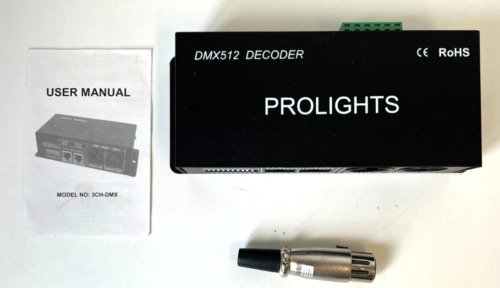 USER MANUAL
MODEL NO: 3CH-DMX
DMX512 DECODER
CE RoHS
PROLIGHTS